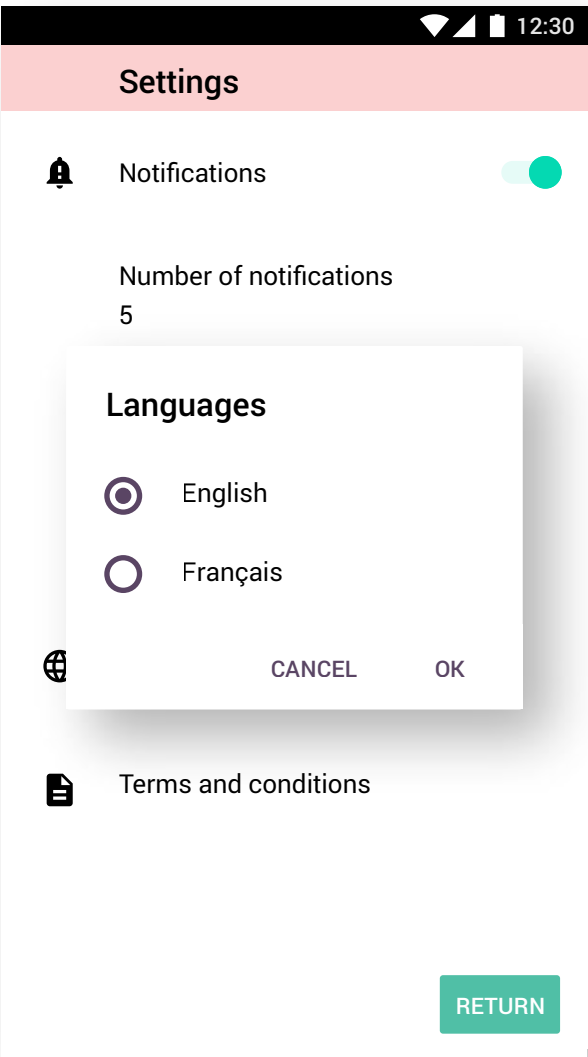 12:30
Settings
Notifications
Number of notifications
5
Languages
English
Français
CANCEL OK
Terms and conditions
RETURN